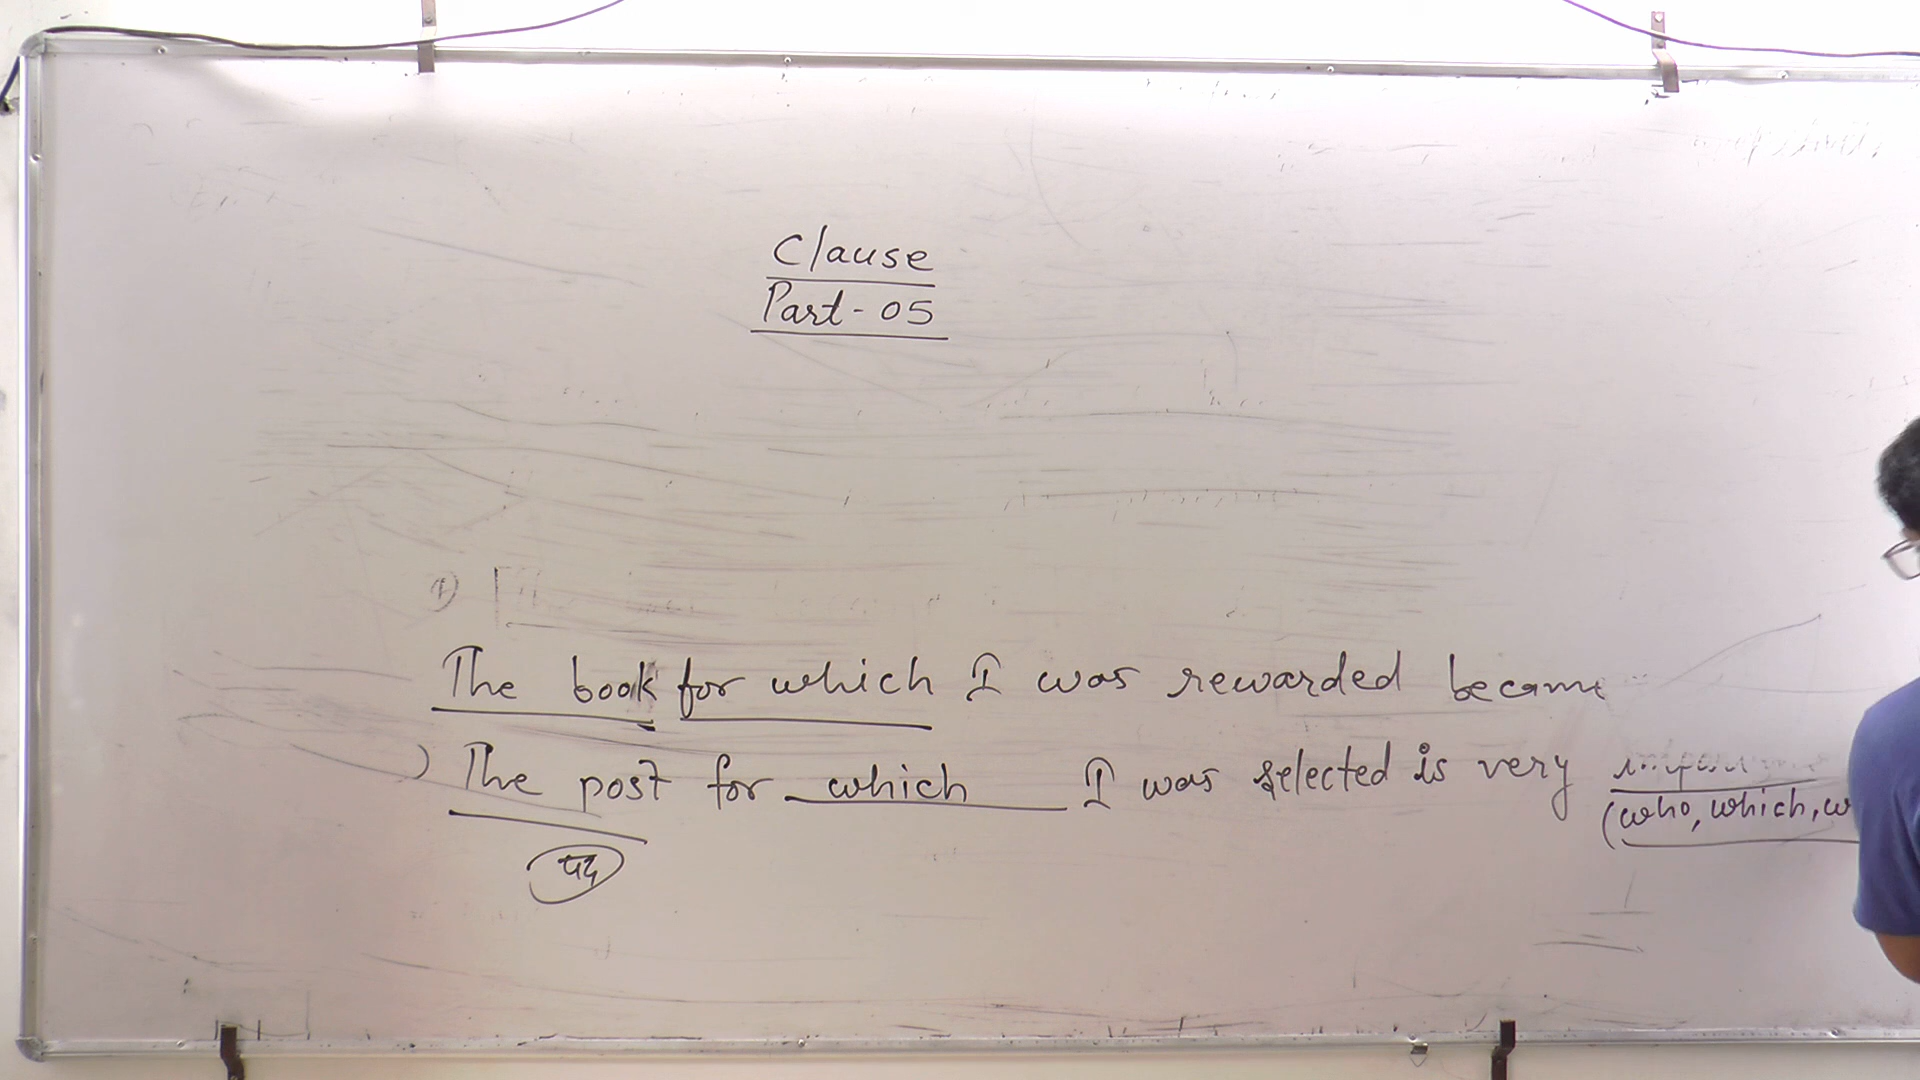 Clause
Part-05
The book for which I was rewarded became
) The post for which I was selected is very
(who, which, w
पद